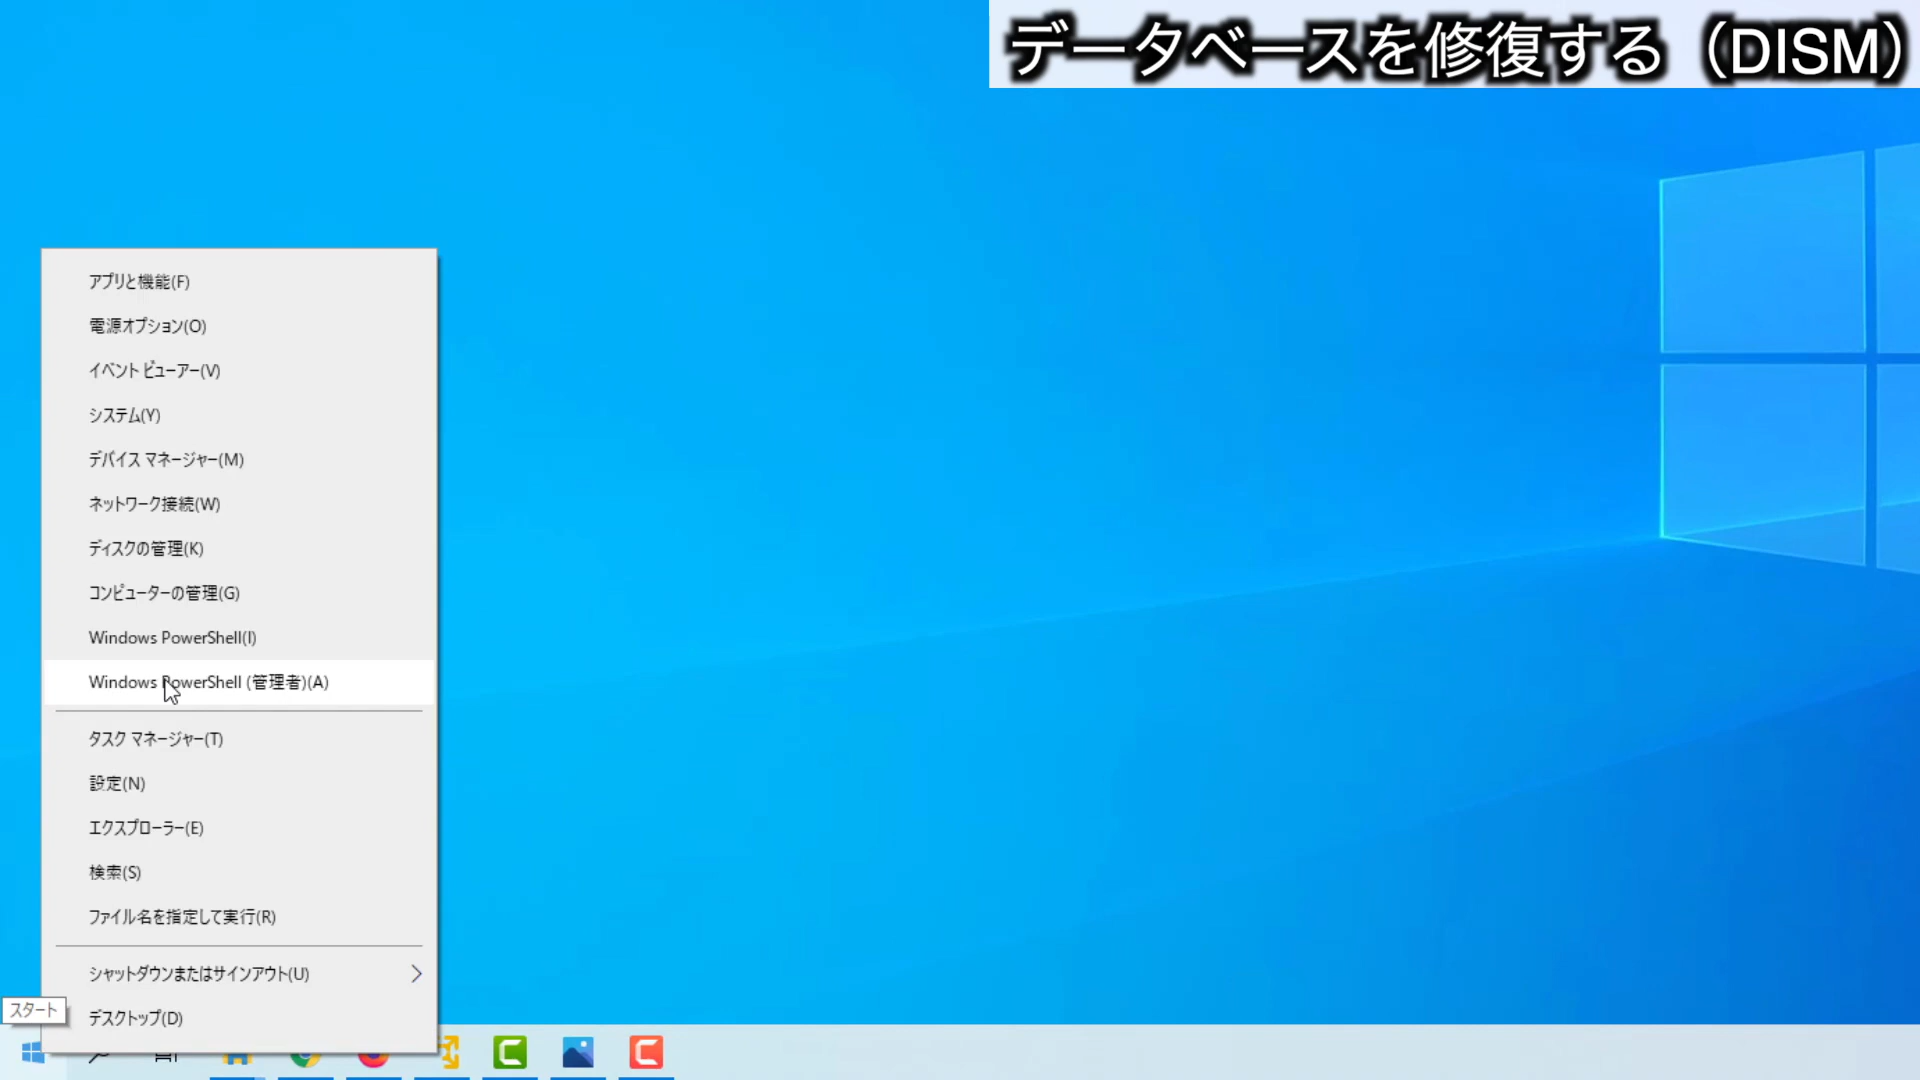 データベースを修復する（DISM）
アプリと機能(F)
電源オプション(O)
イベント ビューアー(V)
システム(Y)
デバイス マネージャー(M)
ネットワーク接続(W)
ディスクの管理(K)
コンピューターの管理(G)
Windows PowerShell(I)
Windows PowerShell (管理者)(A)
タスク マネージャー(T)
設定(N)
エクスプローラー(E)
検索(S)
ファイル名を指定して実行(R)
シャットダウンまたはサインアウト(U)
スタート
デスクトップ(D)